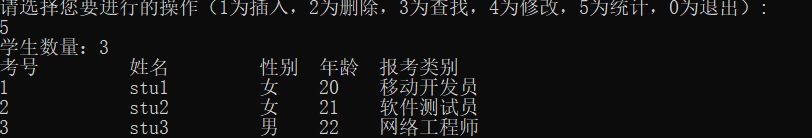 请选择您要进行的操作（1为插入，2为删除，3为查找，4为修改，5为统计，0为退出）：
5
学生数量：3
考号 姓名 性别 年龄 报考类别
1 stu1 女 20 移动开发员
2 stu2 女 21 软件测试员
3 stu3 男 22 网络工程师